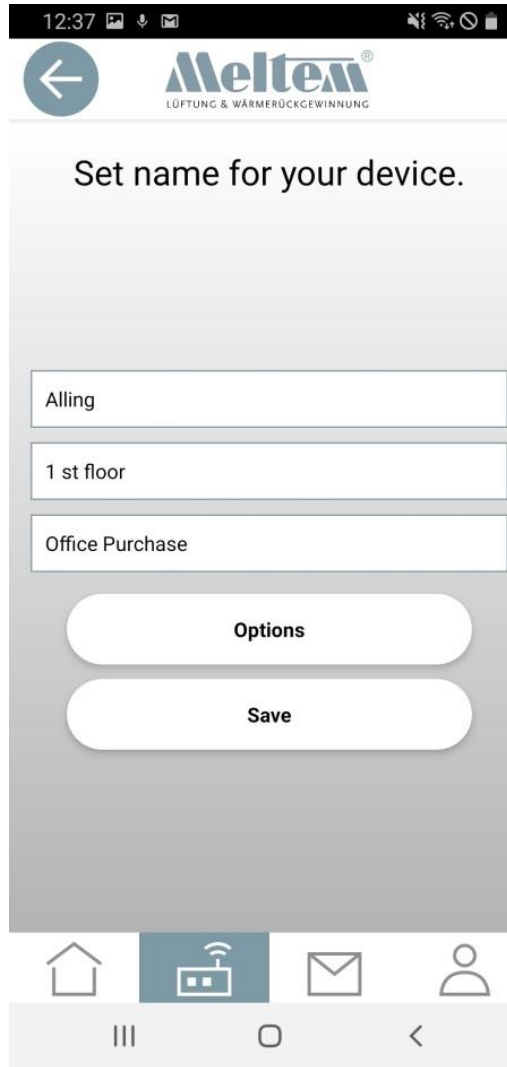 12:37
Meltem®
LÜFTUNG & WÄRMERÜCKGEWINNUNG
Set name for your device.
Alling
1 st floor
Office Purchase
Options
Save